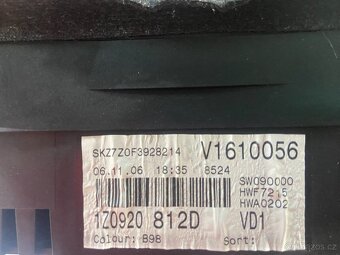 SKZ7Z0F3928214 V1610056
06.11.06 18:35 8524
SW090000
HWF7215
HWA0202
1Z0920 812D VD1
Colour: B98 Sort: